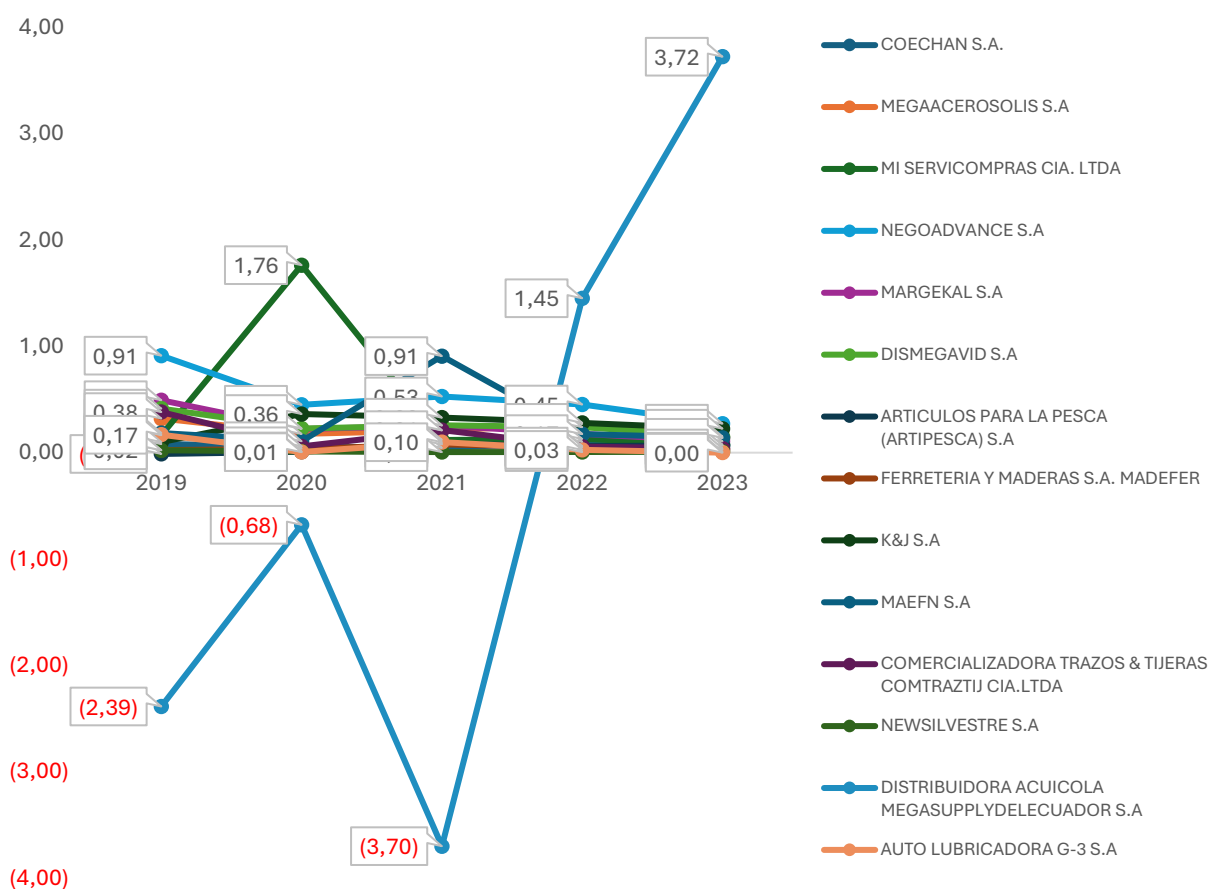 4,00
3,00
2,00
1,00
0,00
(1,00)
(2,00)
(3,00)
(4,00)
2019
2020
2021
2022
2023
3,72
1,76
1,45
0,91
0,91
0,53
0,45
0,38
0,36
0,17
0,10
0,01
0,03
0,00
(0,68)
(2,39)
(3,70)
COECHAN S.A.
MEGAACEROSOLIS S.A
MI SERVICOMPRAS CIA. LTDA
NEGOADVANCE S.A
MARGEKAL S.A
DISMEGAVID S.A
ARTICULOS PARA LA PESCA
(ARTIPESCA) S.A
FERRETERIA Y MADERAS S.A. MADEFER
K&J S.A
MAEFN S.A
COMERCIALIZADORA TRAZOS & TIJERAS
COMTRAZTIJ CIA.LTDA
NEWSILVESTRE S.A
DISTRIBUIDORA ACUICOLA
MEGASUPPLYDELECUADOR S.A
AUTO LUBRICADORA G-3 S.A